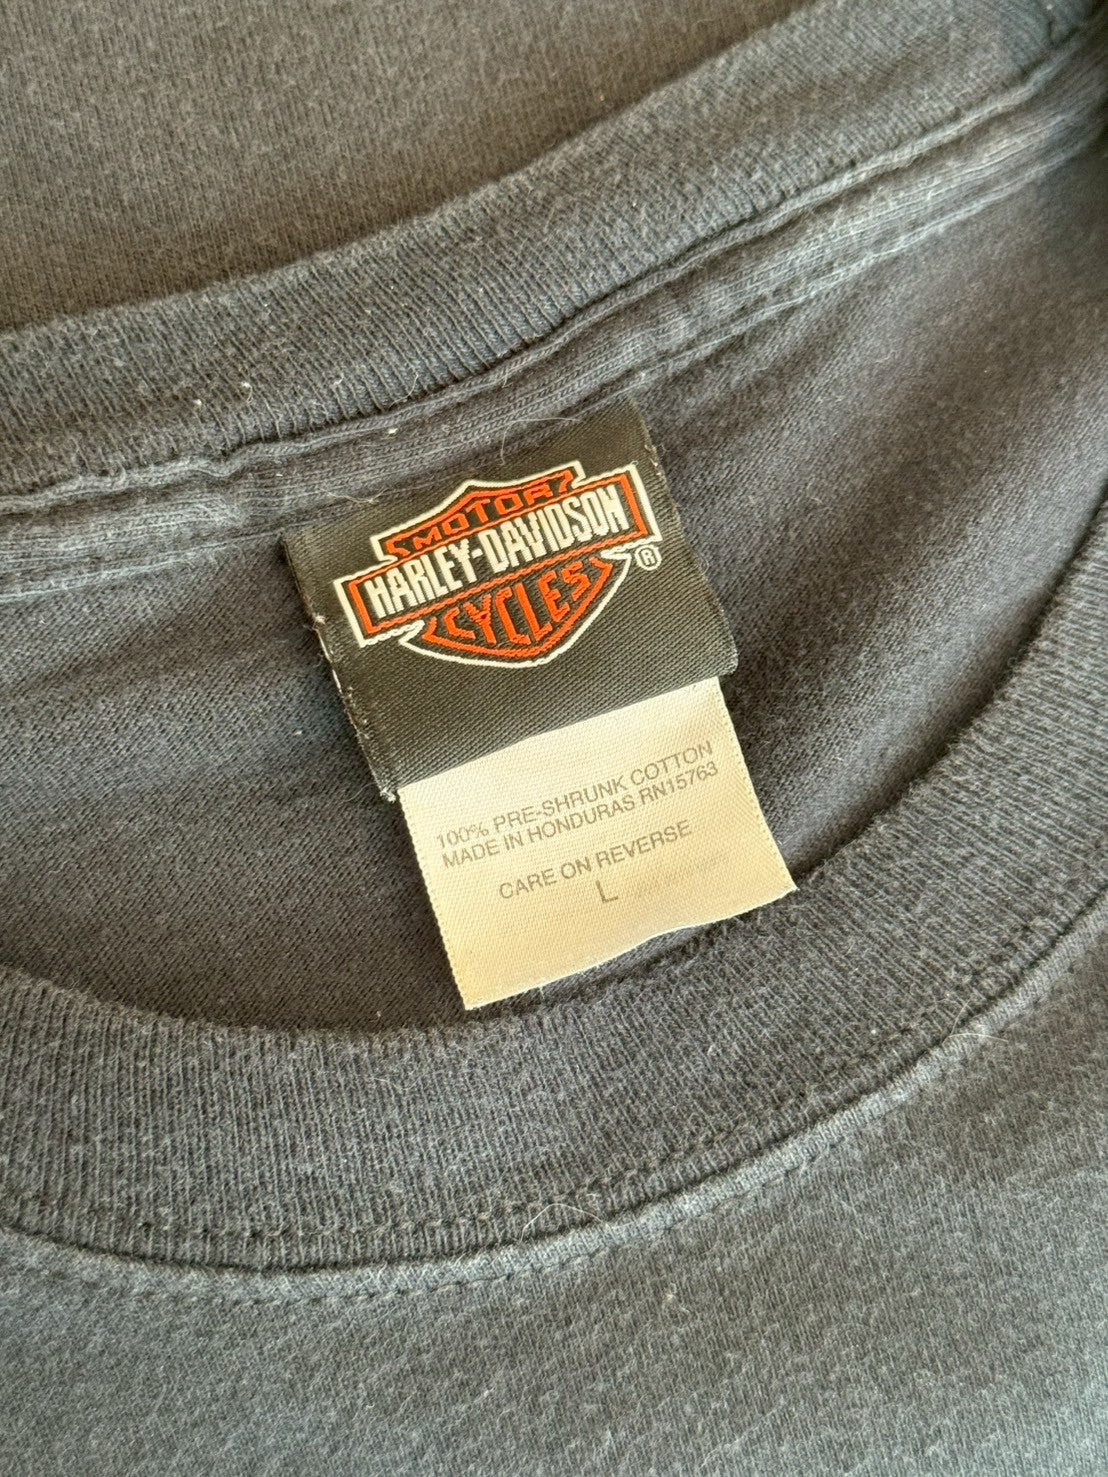 MOTOR
HARLEY-DAVIDSON
CYCLES
®
100% PRE-SHRUNK COTTON
MADE IN HONDURAS RN15763
CARE ON REVERSE
L